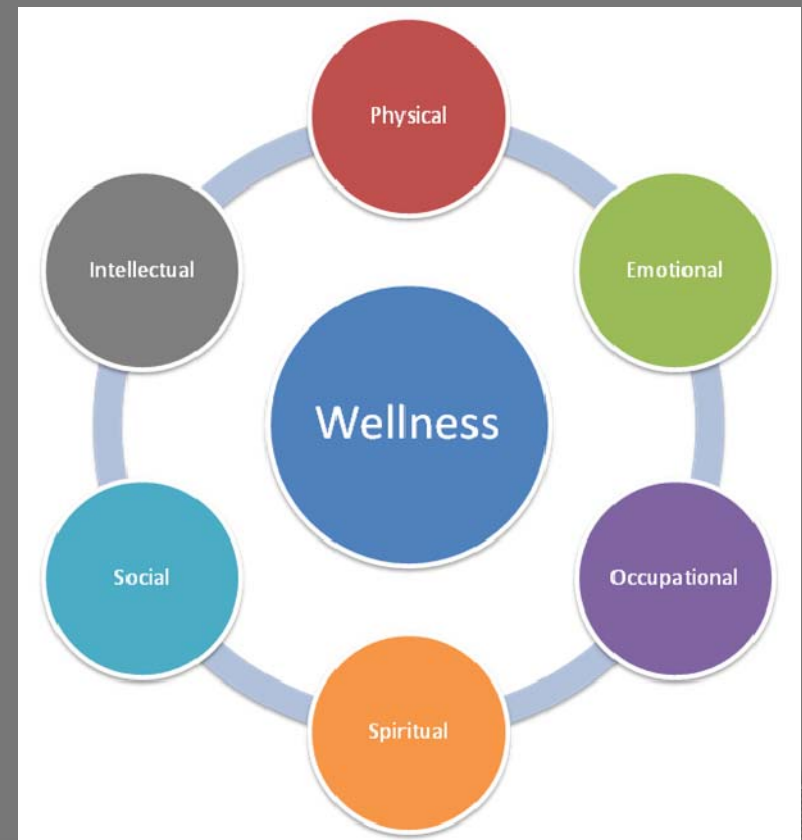 Physical
Emotional
Intellectual
Wellness
Occupational
Social
Spiritual